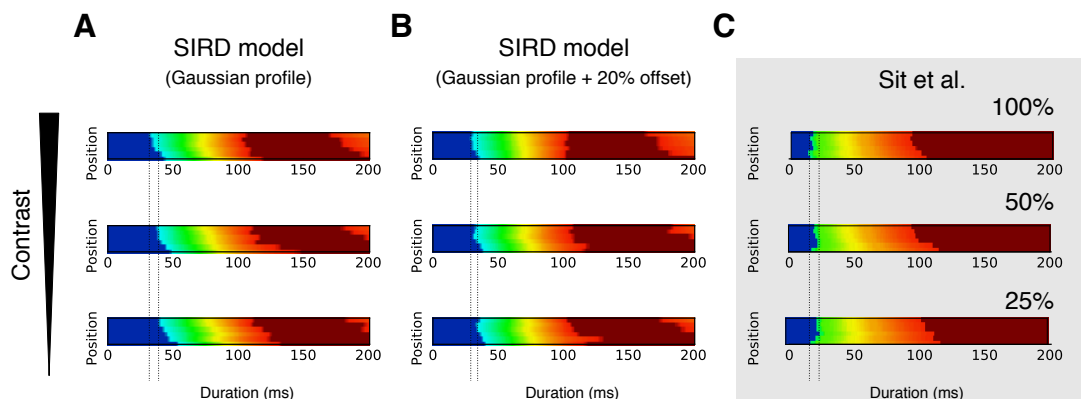 A
SIRD model
(Gaussian profile)
B
SIRD model
(Gaussian profile + 20% offset)
C
Sit et al.
100%
Contrast
Position
0 50 100 150 200
Position
0 50 100 150 200
Position
0 50 100 150 200
50%
Position
0 50 100 150 200
Position
0 50 100 150 200
Position
0 50 100 150 200
25%
Position
0 50 100 150 200
Position
0 50 100 150 200
Position
0 50 100 150 200
Duration (ms)
Duration (ms)
Duration (ms)